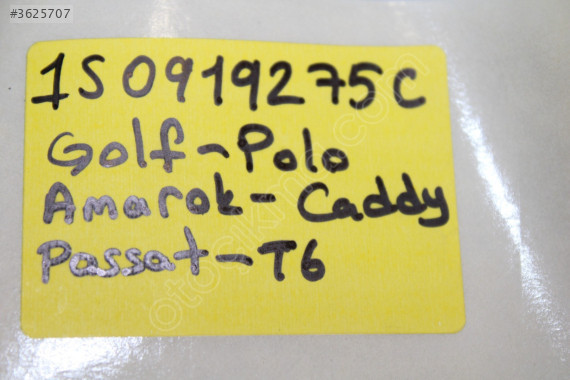 #3625707
1S0919275C
Golf-Polo
Amarok-Caddy
Passat-T6